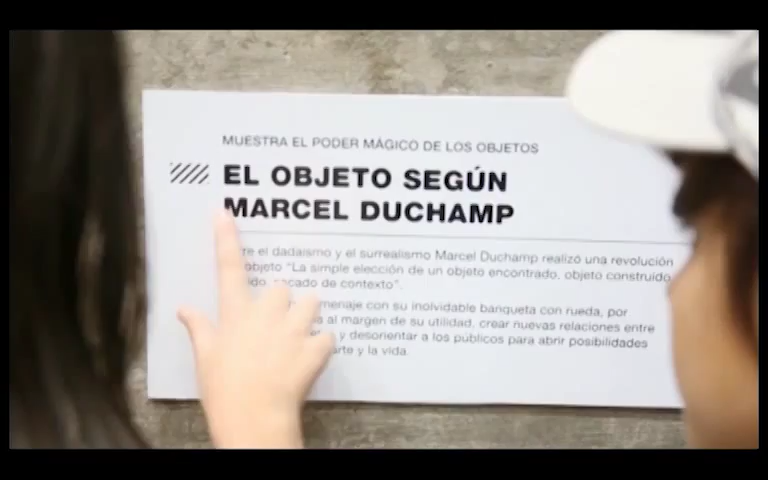 MUESTRA EL PODER MÁGICO DE LOS OBJETOS
EL OBJETO SEGÚN
MARCEL DUCHAMP
el dadaísmo y el surrealismo Marcel Duchamp realizó una revolución
objeto "La simple elección de un objeto encontrado, objeto construido
de contexto".
con su inolvidable banqueta con rueda, por
al margen de su utilidad, crear nuevas relaciones entre
y desorientar a los públicos para abrir posibilidades
arte y la vida.